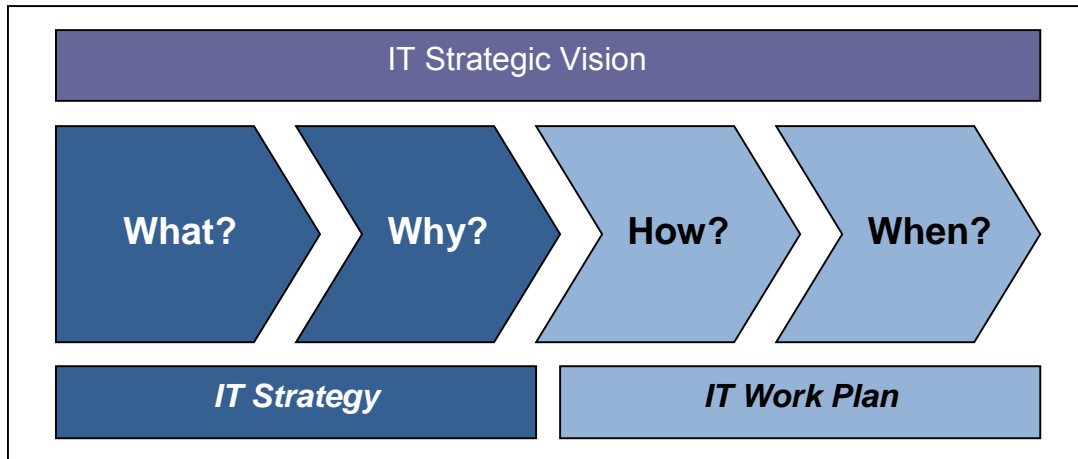 IT Strategic Vision
What? Why? How? When?
IT Strategy IT Work Plan